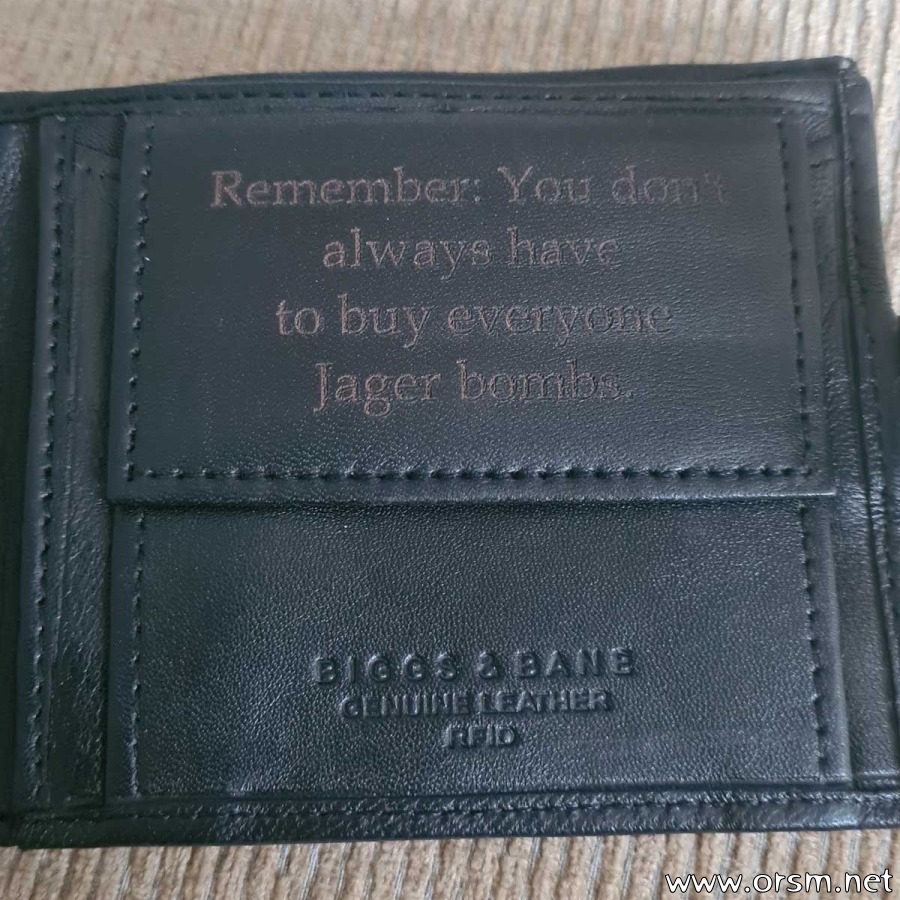 Remember: You don't
always have
to buy everyone
Jager bombs.
BIGGS & BANE
GENUINE LEATHER
RFID
www.orsm.net